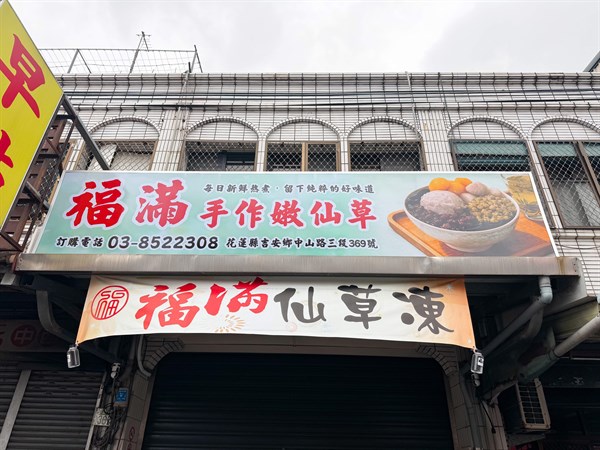 早
每日新鮮熬煮，留下純粹的好味道
福滿 手作嫩仙草
訂購電話 03-8522308 花蓮縣吉安鄉中山路三段369號
福 福滿仙草凍
中